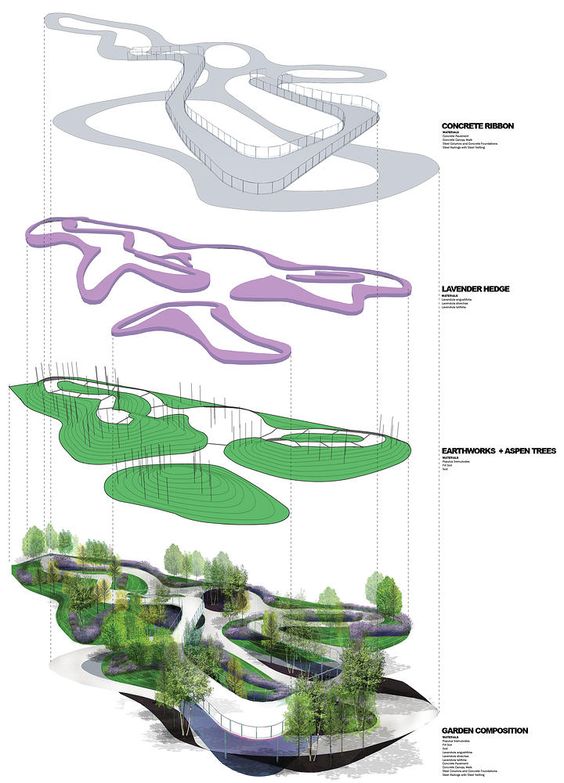 CONCRETE RIBBON
MATERIALS
Concrete Pavement
Concrete Canopy Walk
Steel Columns and Concrete Foundations
Steel Railings with Steel Netting
LAVENDER HEDGE
MATERIALS
Lavandula angustifolia
Lavandula stoechas
Lavandula latifolia
EARTHWORKS + ASPEN TREES
MATERIALS
Populus tremuloides
Fill Soil
Sod
GARDEN COMPOSITION
MATERIALS
Populus tremuloides
Fill Soil
Sod
Lavandula angustifolia
Lavandula stoechas
Lavandula latifolia
Concrete Pavement
Concrete Canopy Walk
Steel Columns and Concrete Foundations
Steel Railings with Steel Netting